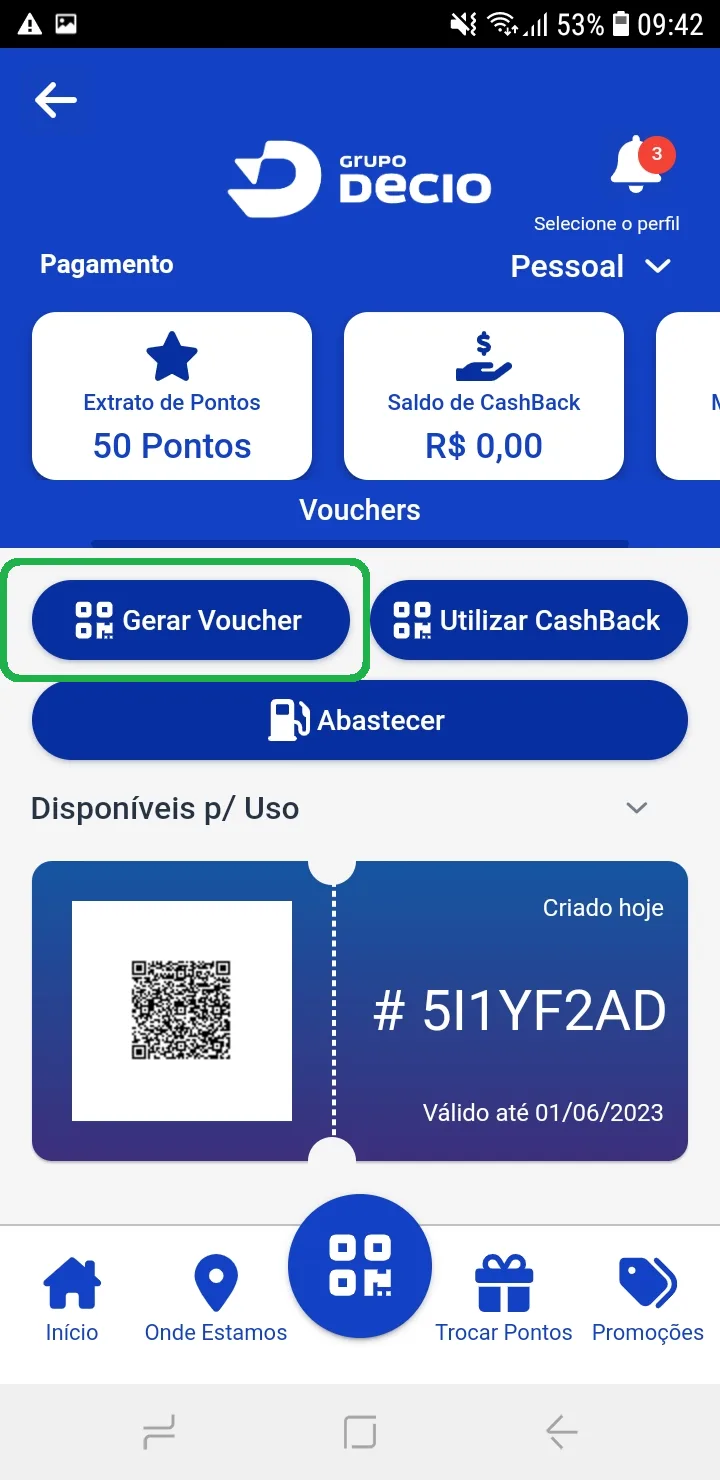 53% 09:42
GRUPO
DECIO
3
Selecione o perfil
Pagamento
Pessoal
Extrato de Pontos
50 Pontos
$
Saldo de CashBack
R$ 0,00
M
Vouchers
Gerar Voucher
Utilizar CashBack
Abastecer
Disponíveis p/ Uso
Criado hoje
# 5I1YF2AD
Válido até 01/06/2023
Início
Onde Estamos
Trocar Pontos
Promoções